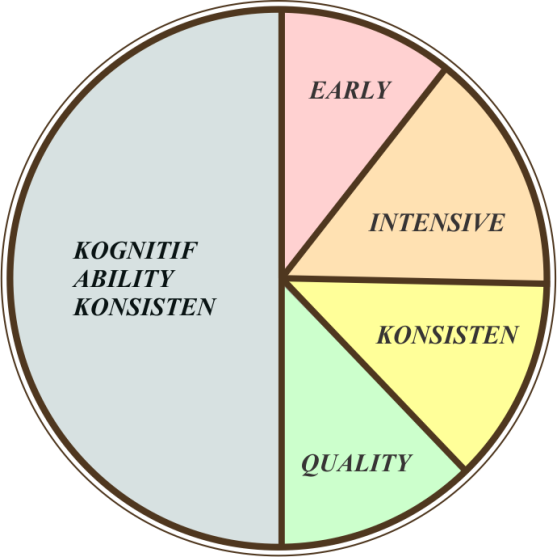 EARLY
INTENSIVE
KOGNITIF
ABILITY
KONSISTEN
KONSISTEN
QUALITY